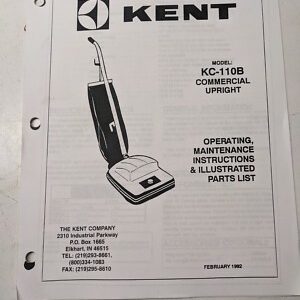 KENT
MODEL:
KC-110B
COMMERCIAL
UPRIGHT
OPERATING,
MAINTENANCE
INSTRUCTIONS
& ILLUSTRATED
PARTS LIST
THE KENT COMPANY
2310 Industrial Parkway
P.O. Box 1665
Elkhart, IN 46515
TEL: (219)293-8661,
(800)334-1083
FAX: (219)295-8610
FEBRUARY 1992